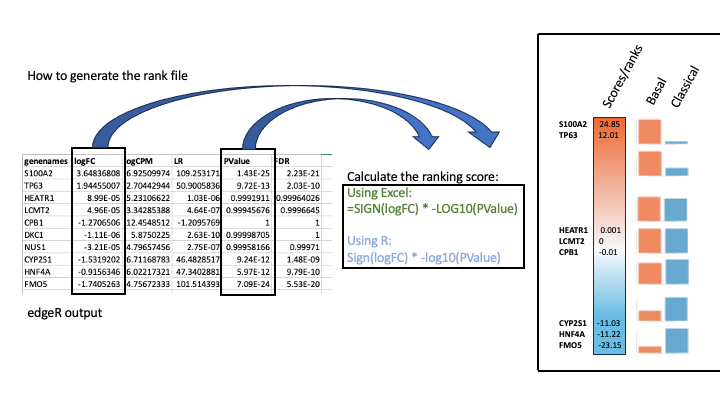 How to generate the rank file
genenames logFC ogCPM LR PValue FDR
S100A2 3.64836808 6.92509974 109.253171 1.43E-25 2.23E-21
TP63 1.94455007 2.70442944 50.9005836 9.72E-13 2.03E-10
HEATR1 8.99E-05 5.23106622 1.03E-06 0.9991911 0.99964026
LCMT2 4.96E-05 3.34285388 4.64E-07 0.99945676 0.9996645
CPB1 -1.2706506 12.4548512 -1.2095769 1 1
DKC1 -1.11E-06 5.8750225 2.63E-10 0.99998705 1
NUS1 -3.21E-05 4.79657456 2.75E-07 0.99958166 0.99971
CYP2S1 -1.5319202 6.71168783 46.4828517 9.24E-12 1.48E-09
HNF4A -0.9156346 6.02217321 47.3402881 5.97E-12 9.79E-10
FMO5 -1.7405263 4.75672333 101.514393 7.09E-24 5.53E-20
edgeR output
Calculate the ranking score:
Using Excel:
=SIGN(logFC) * -LOG10(PValue)
Using R:
Sign(logFC) * -log10(PValue)
Scores/ranks
Basal
Classical
S100A2 24.85
TP63 12.01
HEATR1 0.001
LCMT2 0
CPB1 -0.01
CYP2S1 -11.03
HNF4A -11.22
FMO5 -23.15